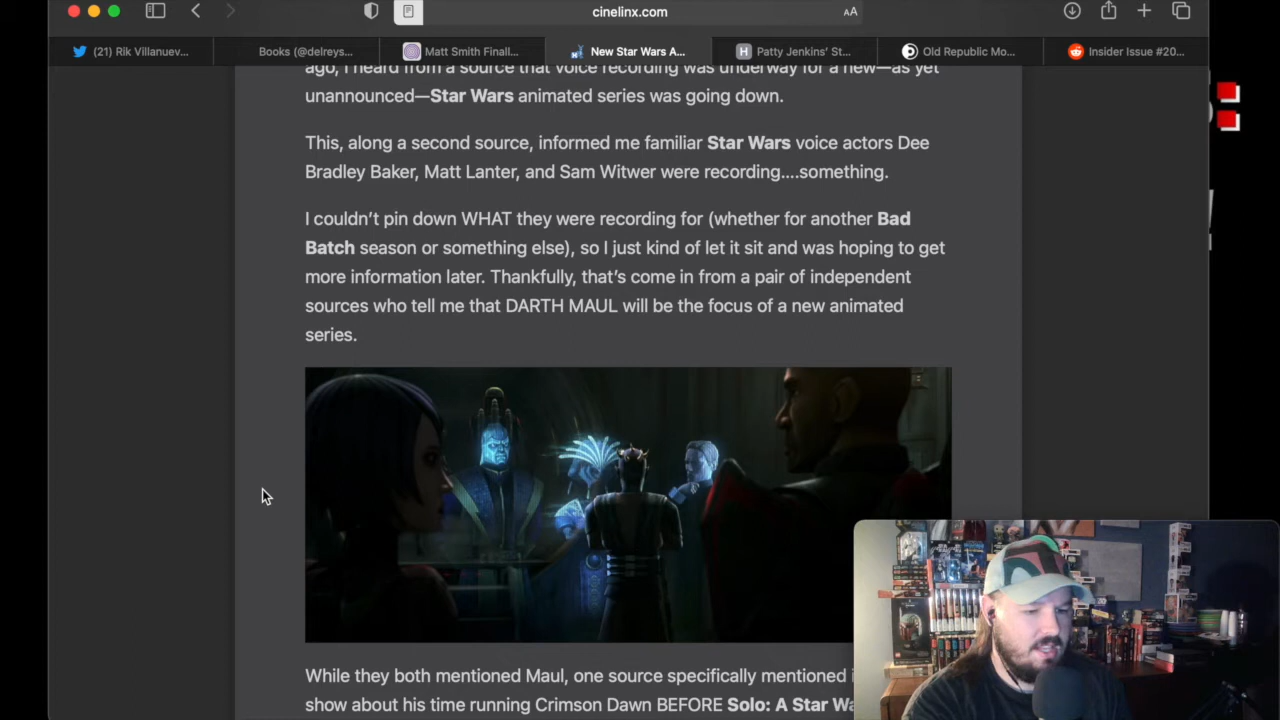 cinelinx.com
AA
(21) Rik Villanuev...
Books (@delreys...
Matt Smith Finall...
New Star Wars A...
H Patty Jenkins' St...
Old Republic Mo...
Insider Issue #20...
ago, I heard from a source that voice recording was underway for a new—as yet
unannounced—Star Wars animated series was going down.
This, along a second source, informed me familiar Star Wars voice actors Dee
Bradley Baker, Matt Lanter, and Sam Witwer were recording....something.
I couldn't pin down WHAT they were recording for (whether for another Bad
Batch season or something else), so I just kind of let it sit and was hoping to get
more information later. Thankfully, that's come in from a pair of independent
sources who tell me that DARTH MAUL will be the focus of a new animated
series.
While they both mentioned Maul, one source specifically mentioned
show about his time running Crimson Dawn BEFORE Solo: A Star Wa